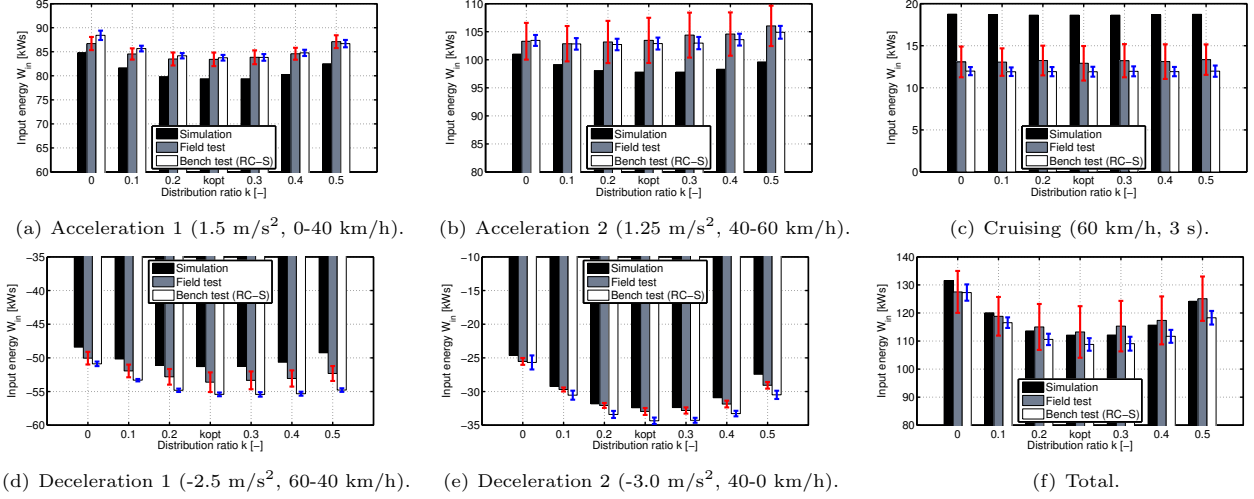 95
90
85
80
75
70
65
60
Input energy W_in [kWs]
Simulation
Field test
Bench test (RC−S)
0 0.1 0.2 kopt 0.3 0.4 0.5
Distribution ratio k [−]
(a) Acceleration 1 (1.5 m/s², 0-40 km/h).
110
105
100
95
90
85
80
Input energy W_in [kWs]
Simulation
Field test
Bench test (RC−S)
0 0.1 0.2 kopt 0.3 0.4 0.5
Distribution ratio k [−]
(b) Acceleration 2 (1.25 m/s², 40-60 km/h).
20
15
10
5
0
Input energy W_in [kWs]
Simulation
Field test
Bench test (RC−S)
0 0.1 0.2 kopt 0.3 0.4 0.5
Distribution ratio k [−]
(c) Cruising (60 km/h, 3 s).
−35
−40
−45
−50
−55
−60
Input energy W_in [kWs]
Simulation
Field test
Bench test (RC−S)
0 0.1 0.2 kopt 0.3 0.4 0.5
Distribution ratio k [−]
(d) Deceleration 1 (-2.5 m/s², 60-40 km/h).
−10
−15
−20
−25
−30
−35
Input energy W_in [kWs]
Simulation
Field test
Bench test (RC−S)
0 0.1 0.2 kopt 0.3 0.4 0.5
Distribution ratio k [−]
(e) Deceleration 2 (-3.0 m/s², 40-0 km/h).
140
130
120
110
100
90
80
Input energy W_in [kWs]
Simulation
Field test
Bench test (RC−S)
0 0.1 0.2 kopt 0.3 0.4 0.5
Distribution ratio k [−]
(f) Total.